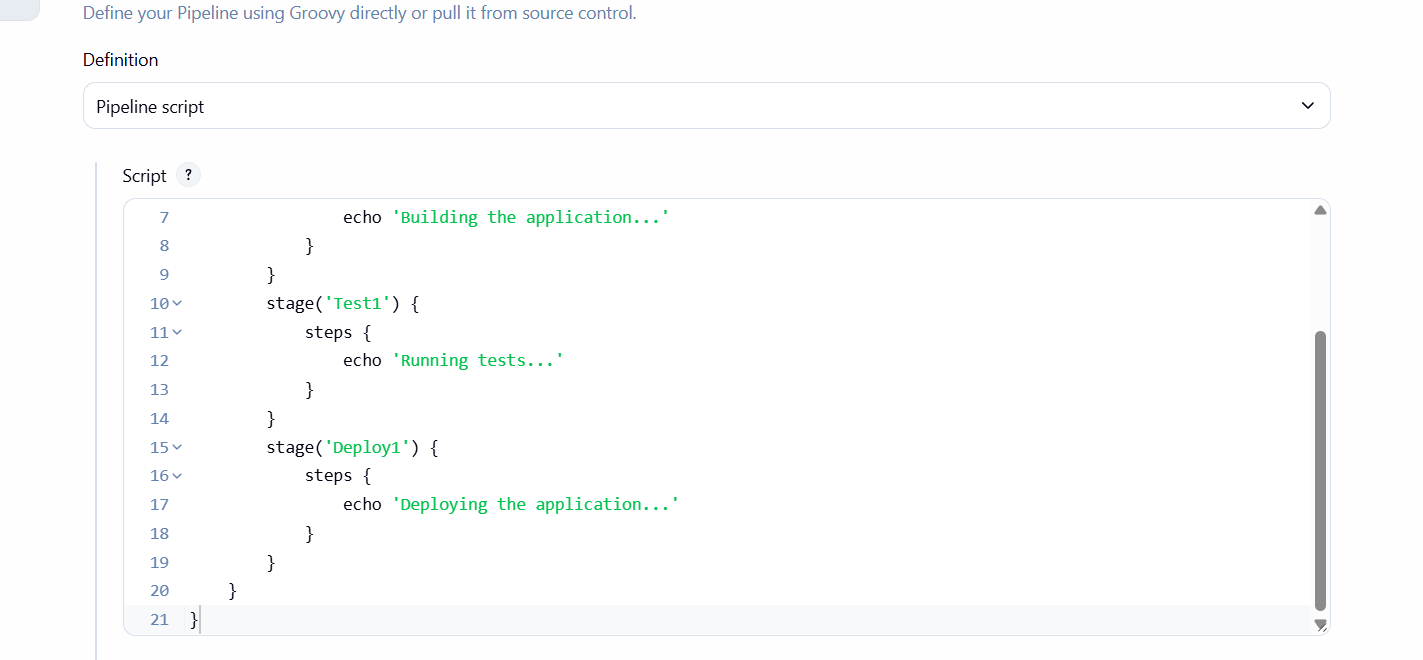 Define your Pipeline using Groovy directly or pull it from source control.
Definition
Pipeline script
Script ?
7                 echo 'Building the application...'
8             }
9         }
10         stage('Test1') {
11             steps {
12                 echo 'Running tests...'
13             }
14         }
15         stage('Deploy1') {
16             steps {
17                 echo 'Deploying the application...'
18             }
19         }
20     }
21 }